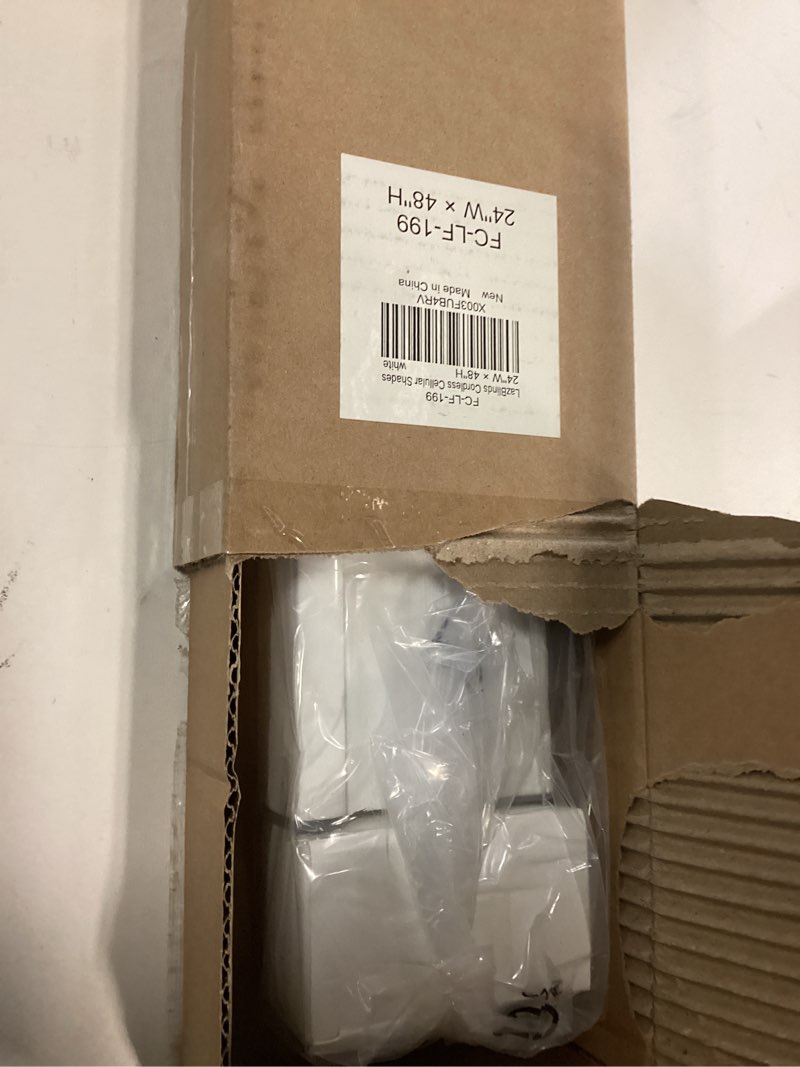 FC-LF-199
LazBlinds Cordless Cellular Shades
24"W × 48"H white
X003FUB4RV
New Made in China
FC-LF-199
24"W × 48"H